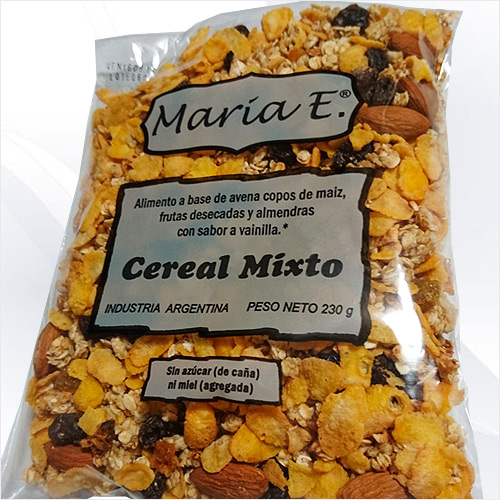 María E.®
Alimento a base de avena copos de maiz,
frutas desecadas y almendras
con sabor a vainilla.*
Cereal Mixto
INDUSTRIA ARGENTINA PESO NETO 230 g
Sin azúcar (de caña)
ni miel (agregada)